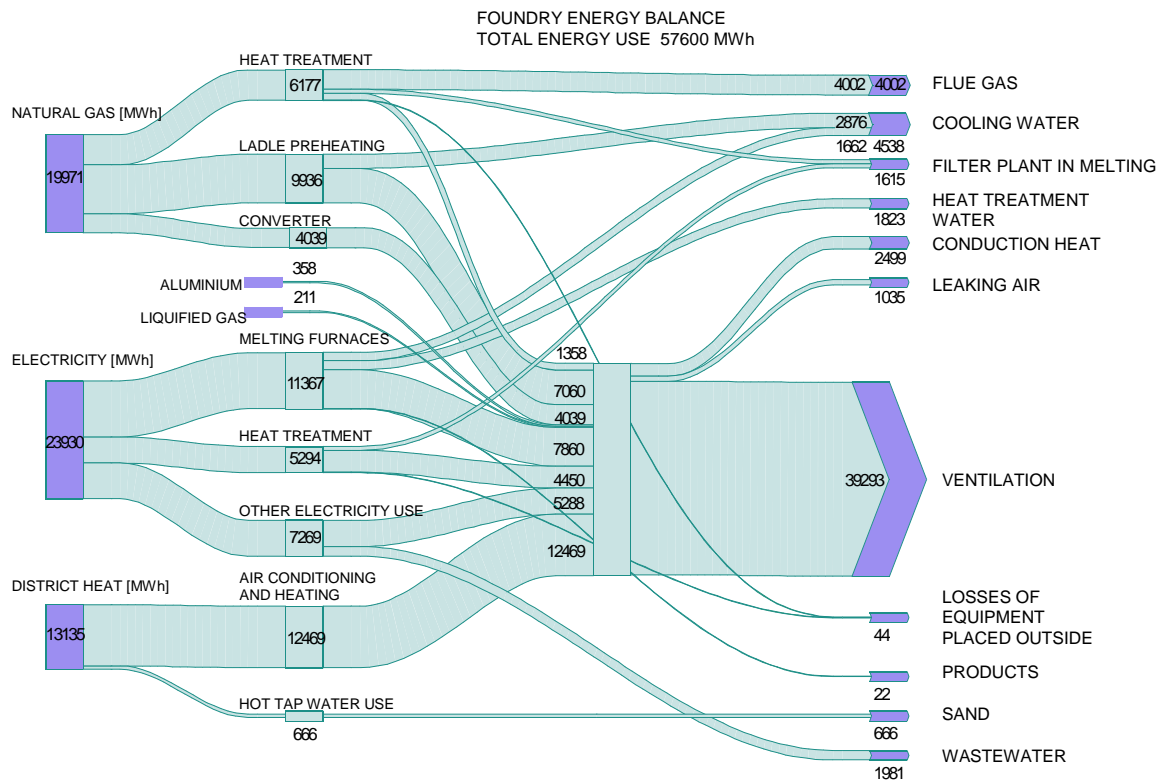 FOUNDRY ENERGY BALANCE
TOTAL ENERGY USE 57600 MWh
HEAT TREATMENT
6177
4002
4002
FLUE GAS
NATURAL GAS [MWh]
19971
LADLE PREHEATING
9936
2876
1662
4538
COOLING WATER
FILTER PLANT IN MELTING
1615
CONVERTER
4039
HEAT TREATMENT
WATER
1823
CONDUCTION HEAT
2499
358
ALUMINIUM
211
LIQUIFIED GAS
LEAKING AIR
1035
MELTING FURNACES
ELECTRICITY [MWh]
11367
1358
7060
4039
7860
4450
5288
12469
23930
HEAT TREATMENT
5294
39293
VENTILATION
OTHER ELECTRICITY USE
7269
DISTRICT HEAT [MWh]
13135
AIR CONDITIONING
AND HEATING
12469
LOSSES OF
EQUIPMENT
PLACED OUTSIDE
44
PRODUCTS
22
HOT TAP WATER USE
666
SAND
666
WASTEWATER
1981